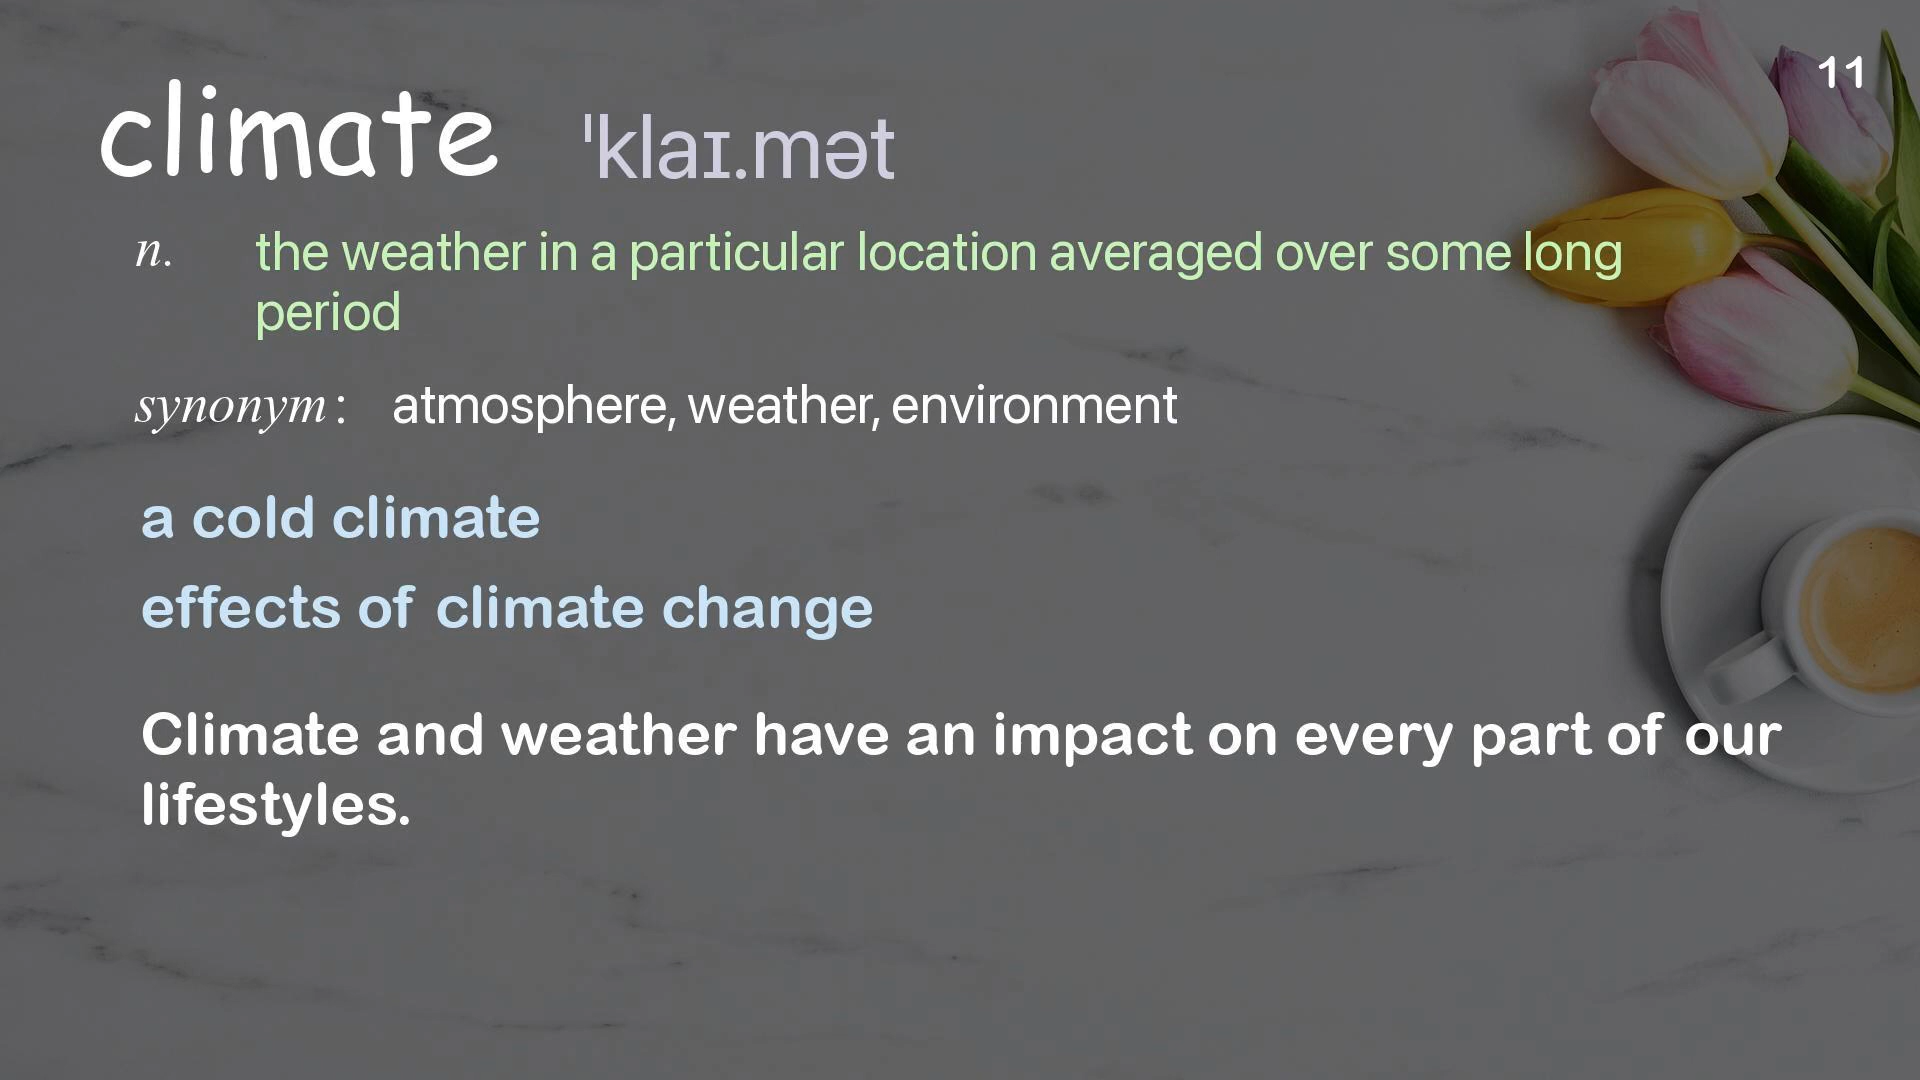 11
climate ˈklaɪ.mət
n. the weather in a particular location averaged over some long
period
synonym: atmosphere, weather, environment
a cold climate
effects of climate change
Climate and weather have an impact on every part of our
lifestyles.